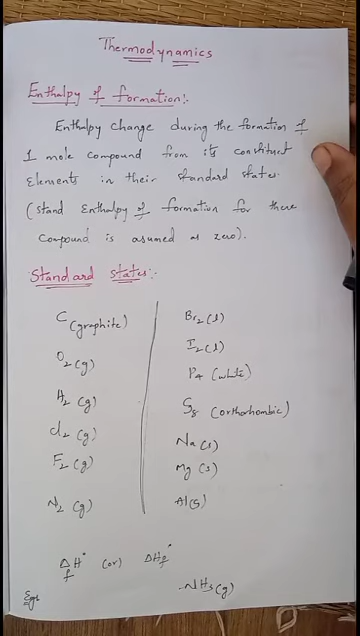 Thermodynamics
Enthalpy of formation:-
Enthalpy change during the formation of
1 mole compound from its constituent
Elements in their standard states.
(stand Enthalpy of formation for these
compound is asumed as zero).
Standard states:-
C (graphite)
O2 (g)
H2 (g)
Cl2 (g)
F2 (g)
N2 (g)
Br2 (l)
I2 (l)
P4 (white)
S8 (orthorhombic)
Na (s)
Mg (s)
Al (s)
ΔH°f (or) ΔHf°
Eg:
NH3 (g)